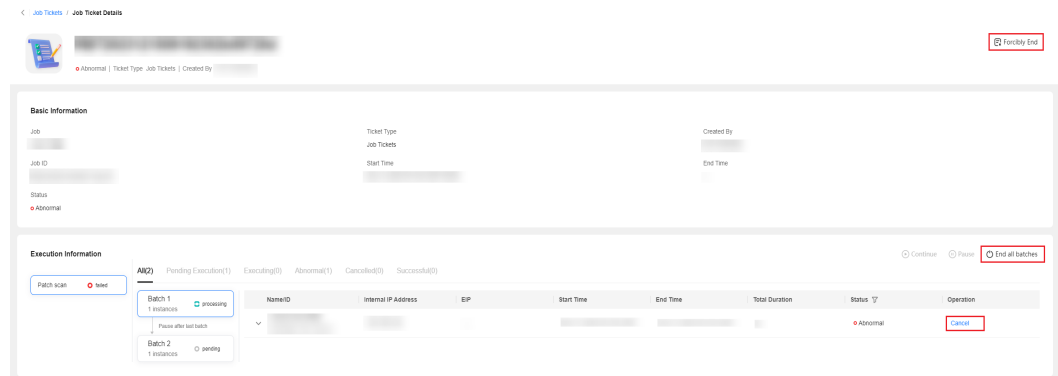 Job Tickets / Job Ticket Details
Forcibly End
Abnormal | Ticket Type Job Tickets | Created By
Basic Information
Job
Ticket Type
Job Tickets
Created By
Job ID
Start Time
End Time
Status
Abnormal
Execution Information
Continue
Pause
End all batches
Patch scan failed
All(2) Pending Execution(1) Executing(0) Abnormal(1) Cancelled(0) Successful(0)
Batch 1
1 instances
processing
Pause after last batch
Batch 2
1 instances
pending
Name/ID Internal IP Address EIP Start Time End Time Total Duration Status Operation
Abnormal Cancel